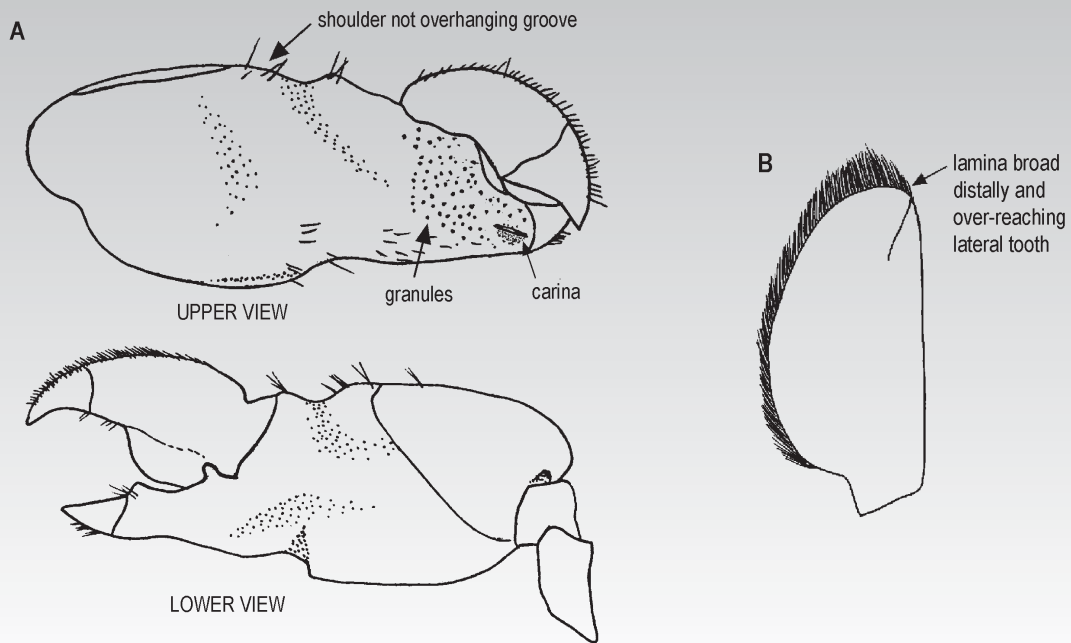 A
shoulder not overhanging groove
granules
carina
UPPER VIEW
LOWER VIEW
B
lamina broad
distally and
over-reaching
lateral tooth